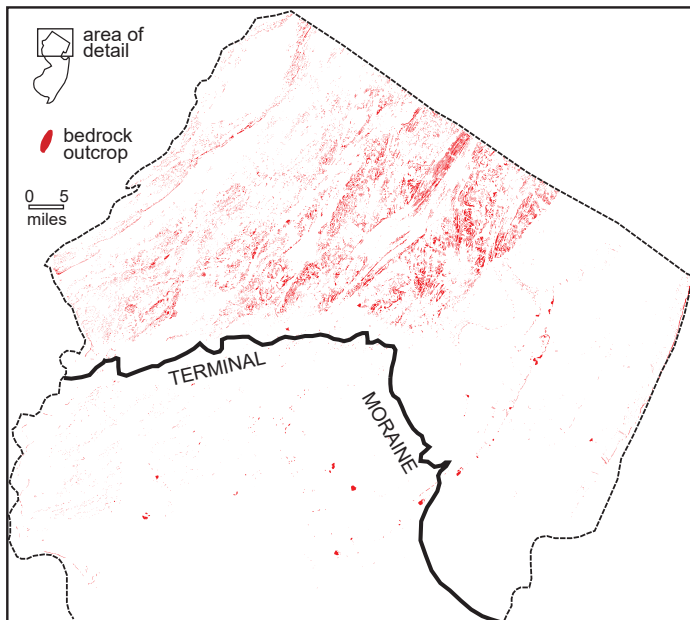 area of
detail
bedrock
outcrop
0 5
miles
TERMINAL
MORAINE